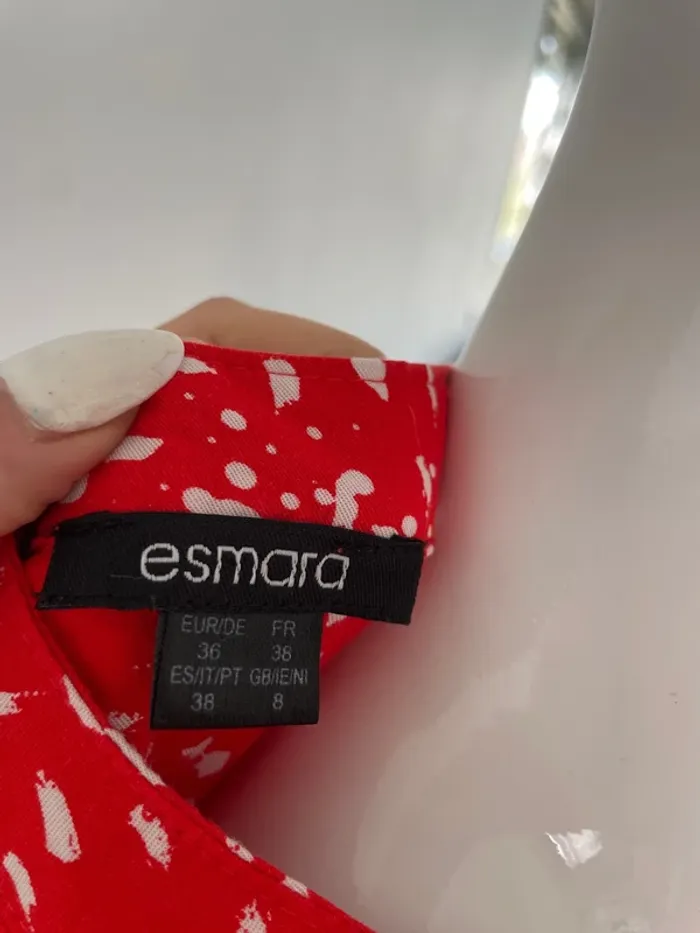 esmara
EUR/DE FR
36 38
ES/IT/PT GB/IE/NI
38 8